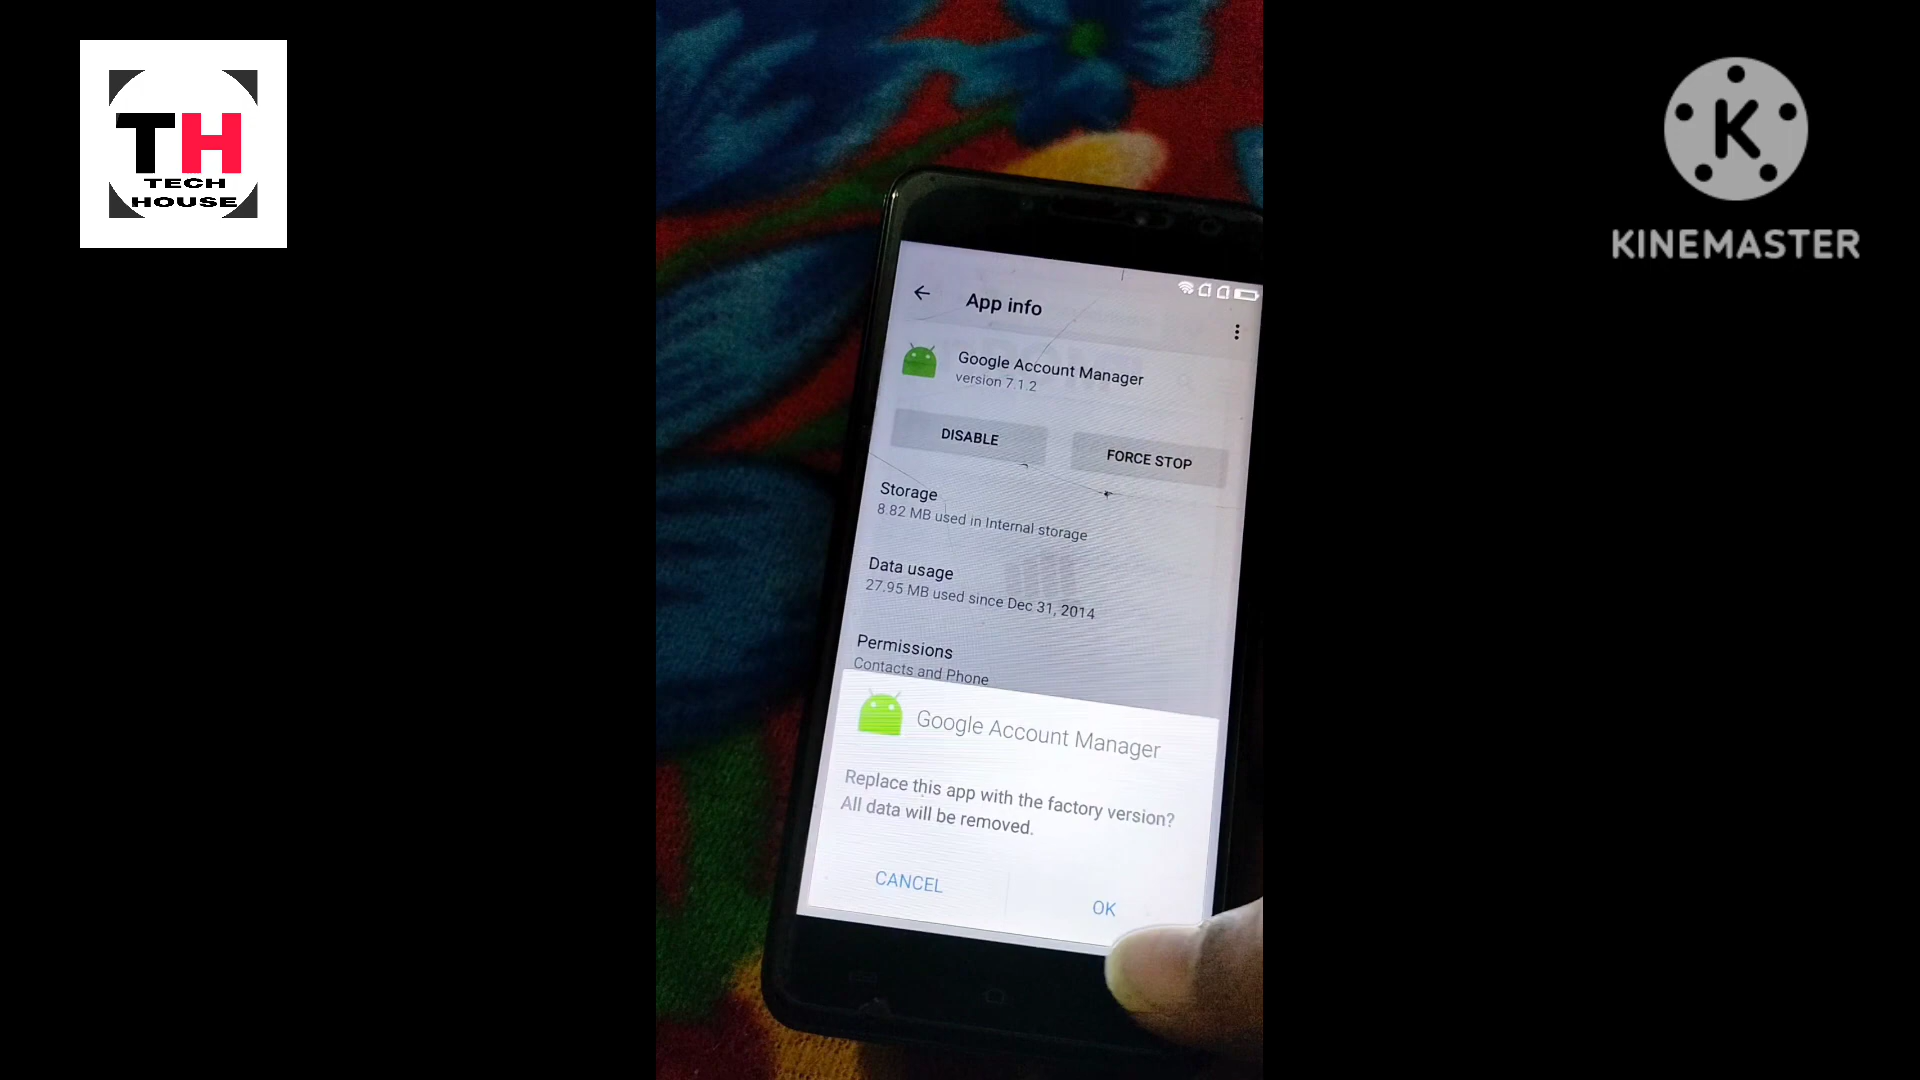 TH
TECH
HOUSE
K
KINEMASTER
App info
Google Account Manager
version 7.1.2
DISABLE
FORCE STOP
Storage
8.82 MB used in Internal storage
Data usage
27.95 MB used since Dec 31, 2014
Permissions
Contacts and Phone
Google Account Manager
Replace this app with the factory version?
All data will be removed.
CANCEL
OK